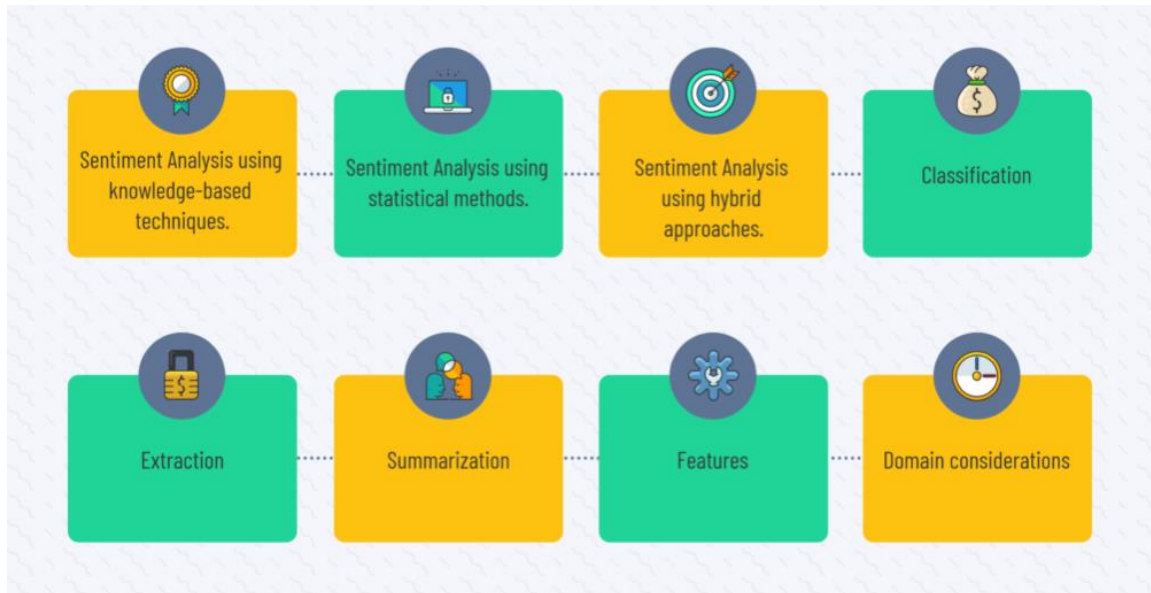 Sentiment Analysis using
knowledge-based
techniques.
Sentiment Analysis using
statistical methods.
Sentiment Analysis
using hybrid
approaches.
Classification
Extraction
Summarization
Features
Domain considerations